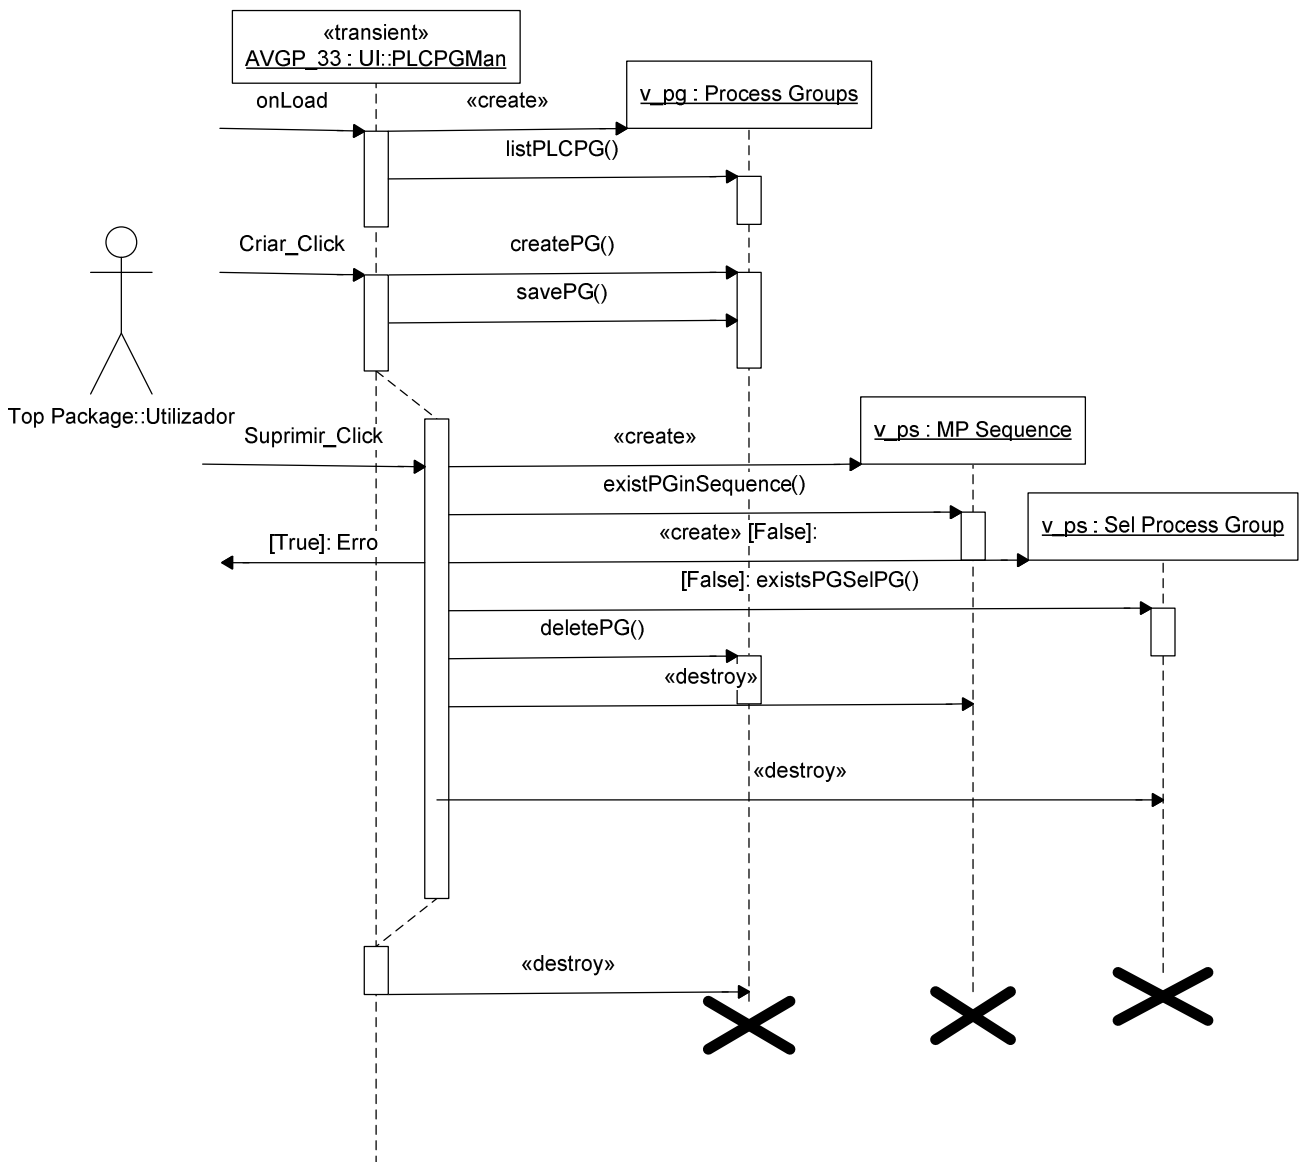 «transient»
AVGP_33 : UI::PLCPGMan
v_pg : Process Groups
onLoad
«create»
listPLCPG()
Criar_Click
createPG()
savePG()
Top Package::Utilizador
v_ps : MP Sequence
Suprimir_Click
«create»
existPGinSequence()
v_ps : Sel Process Group
«create» [False]:
[True]: Erro
[False]: existsPGSelPG()
deletePG()
«destroy»
«destroy»
«destroy»